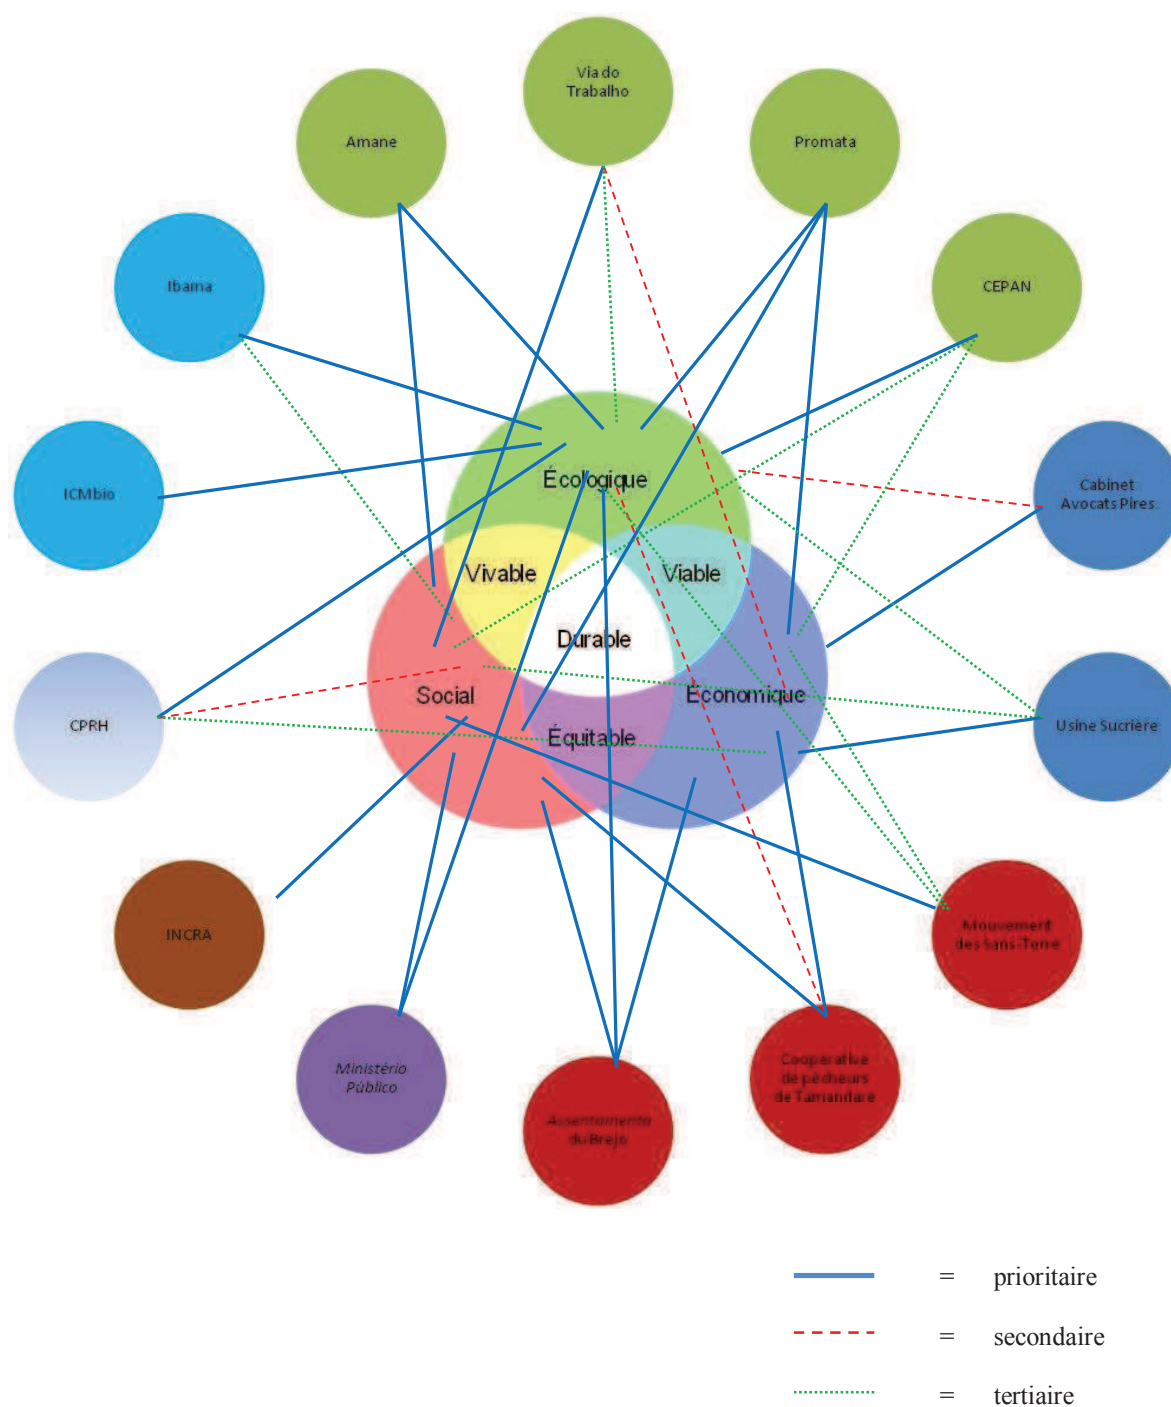 Via do
Trabalho
Amane
Promata
Ibama
CEPAN
Écologique
Cabinet
Avocats Pires
ICMbio
Vivable
Viable
Durable
Social
Économique
CPRH
Usine Sucrière
Équitable
INCRA
Mouvement
des Sans-Terre
Ministério
Público
Cooperative
de pêcheurs
de Tamandare
Assentamento
du Brejo
= prioritaire
= secondaire
= tertiaire